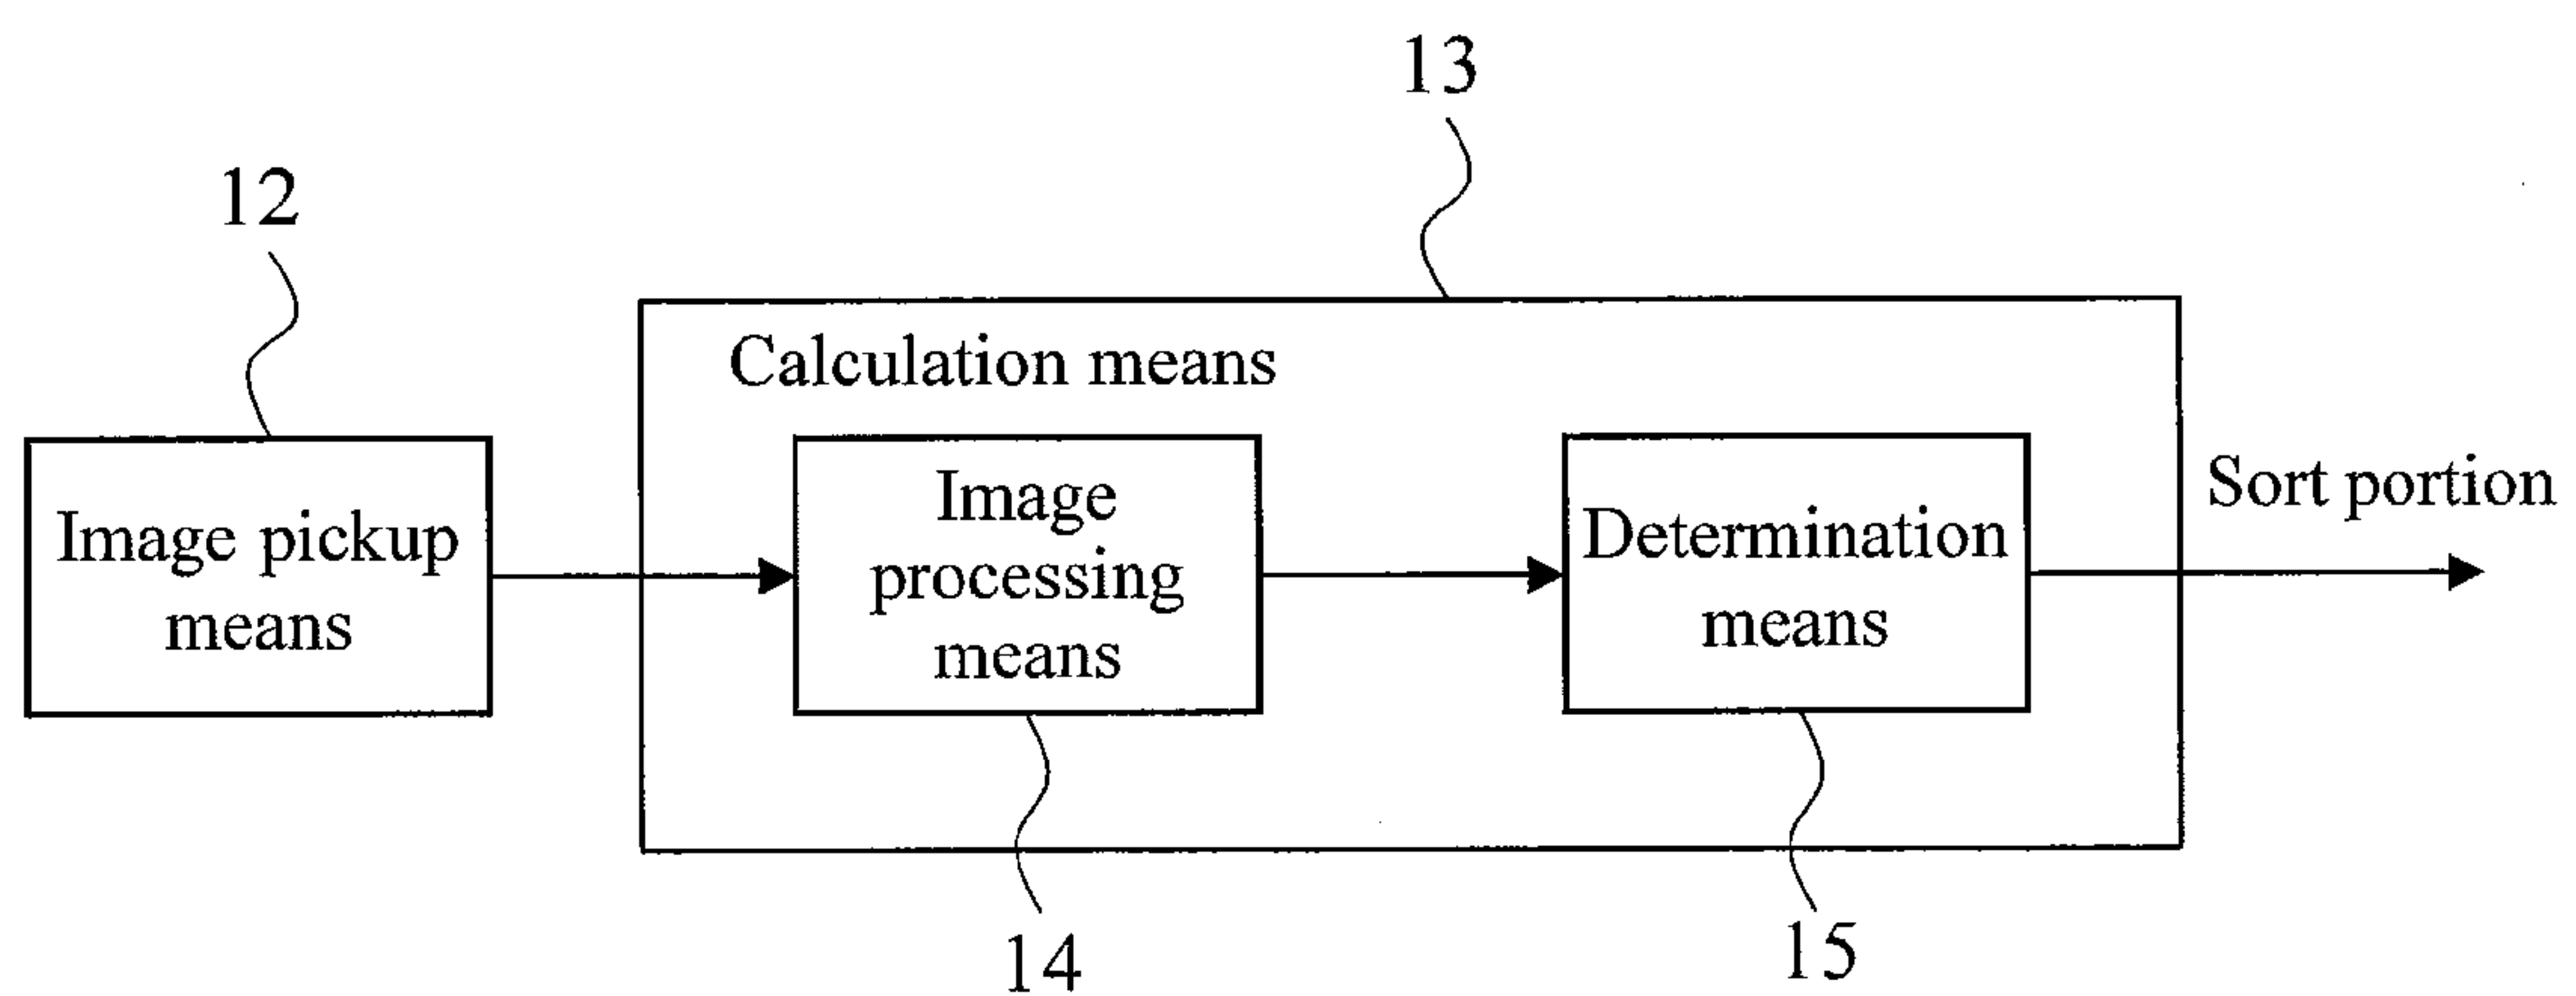 13
12
Calculation means
Image pickup
means
Image
processing
means
Determination
means
Sort portion
14
15